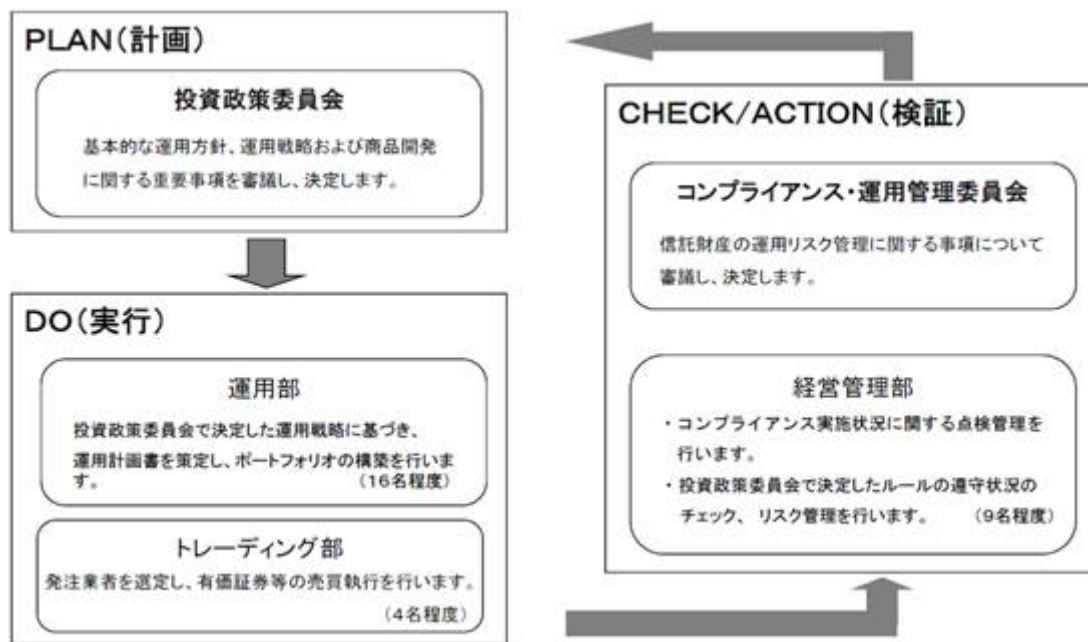 PLAN(計画)
投資政策委員会
基本的な運用方針、運用戦略および商品開発
に関する重要事項を審議し、決定します。
DO(実行)
運用部
投資政策委員会で決定した運用戦略に基づき、
運用計画書を策定し、ポートフォリオの構築を行いま
す。 (16名程度)
トレーディング部
発注業者を選定し、有価証券等の売買執行を行います。
(4名程度)
CHECK/ACTION(検証)
コンプライアンス・運用管理委員会
信託財産の運用リスク管理に関する事項について
審議し、決定します。
経営管理部
・コンプライアンス実施状況に関する点検管理を
行います。
・投資政策委員会で決定したルールの遵守状況の
チェック、 リスク管理を行います。 (9名程度)